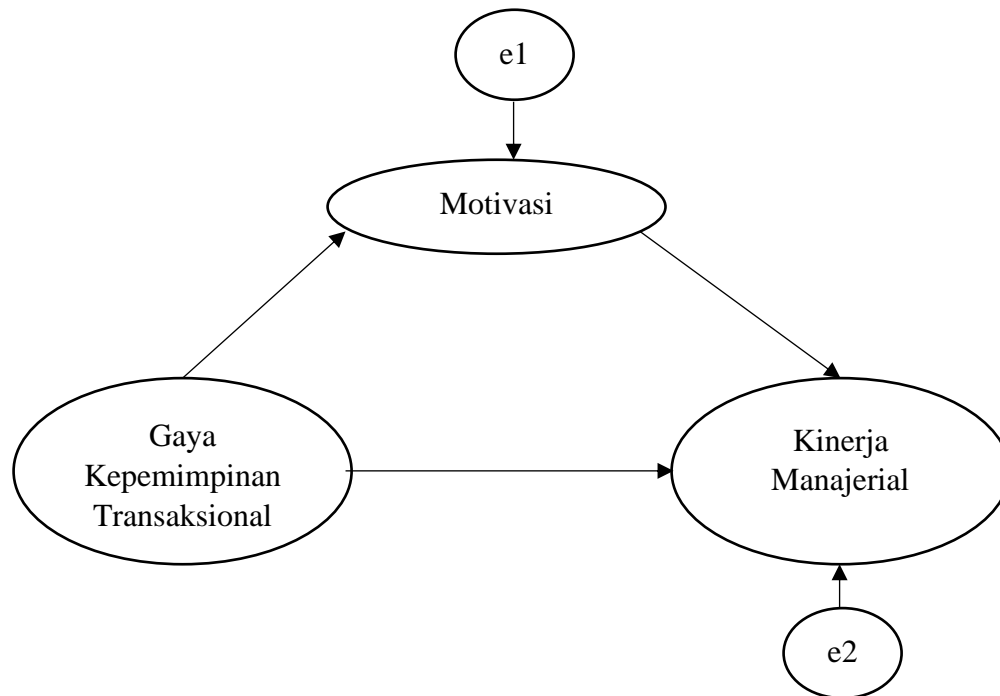 e1
Motivasi
Gaya
Kepemimpinan
Transaksional
Kinerja
Manajerial
e2